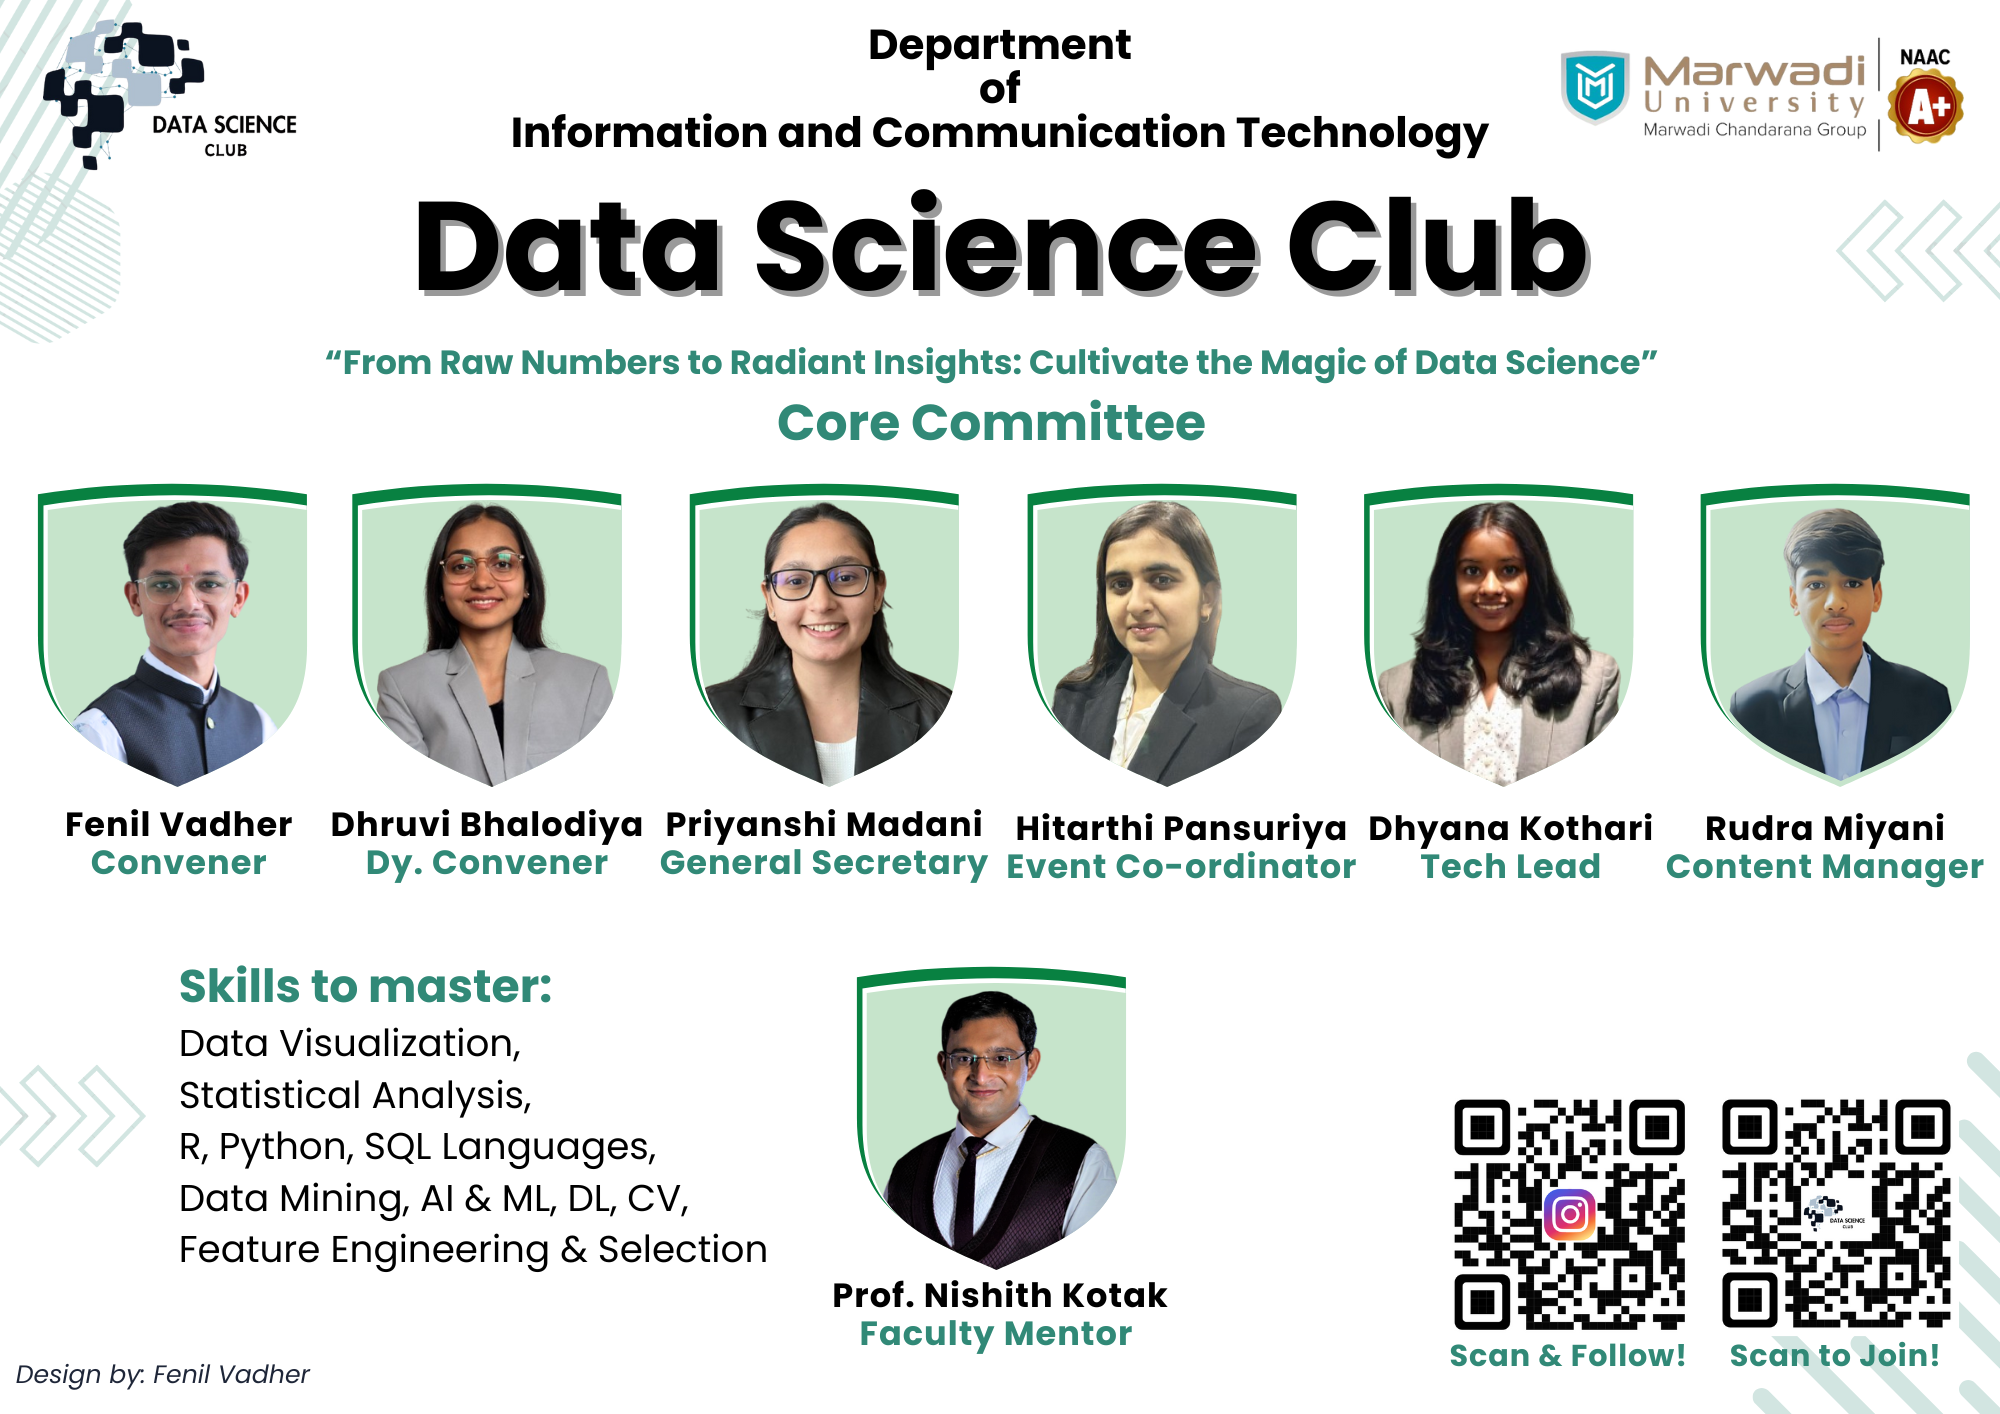 DATA SCIENCE
CLUB
Department
of
Information and Communication Technology
Marwadi
University
Marwadi Chandarana Group
NAAC
A+
Data Science Club
“From Raw Numbers to Radiant Insights: Cultivate the Magic of Data Science”
Core Committee
Fenil Vadher
Convener
Dhruvi Bhalodiya
Dy. Convener
Priyanshi Madani
General Secretary
Hitarthi Pansuriya
Event Co-ordinator
Dhyana Kothari
Tech Lead
Rudra Miyani
Content Manager
Skills to master:
Data Visualization,
Statistical Analysis,
R, Python, SQL Languages,
Data Mining, AI & ML, DL, CV,
Feature Engineering & Selection
Prof. Nishith Kotak
Faculty Mentor
DATA SCIENCE
CLUB
Scan & Follow!
Scan to Join!
Design by: Fenil Vadher